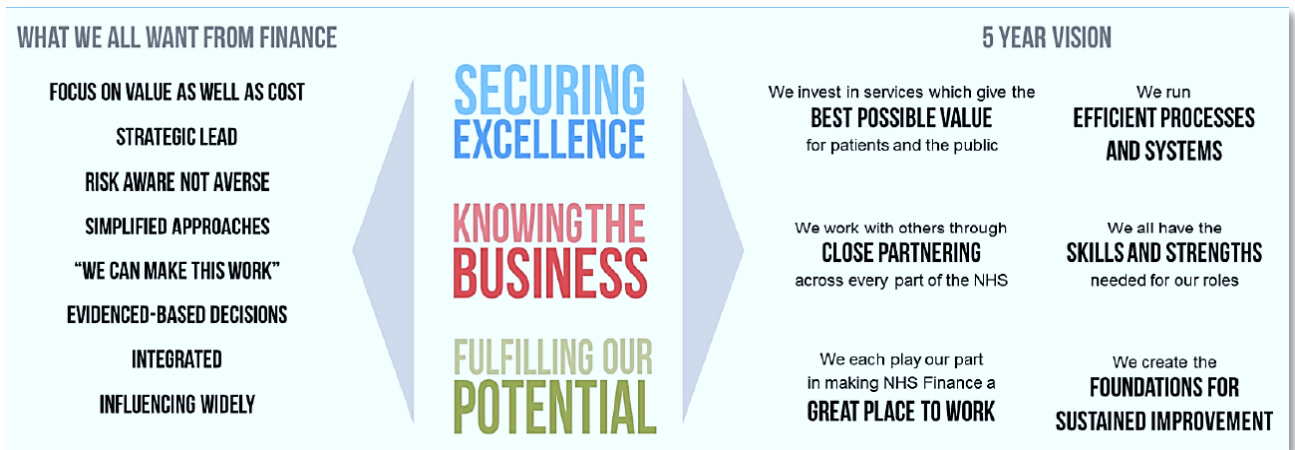 WHAT WE ALL WANT FROM FINANCE
FOCUS ON VALUE AS WELL AS COST
STRATEGIC LEAD
RISK AWARE NOT AVERSE
SIMPLIFIED APPROACHES
“WE CAN MAKE THIS WORK”
EVIDENCED-BASED DECISIONS
INTEGRATED
INFLUENCING WIDELY
SECURING
EXCELLENCE
KNOWING THE
BUSINESS
FULFILLING OUR
POTENTIAL
5 YEAR VISION
We invest in services which give the
BEST POSSIBLE VALUE
for patients and the public
We run
EFFICIENT PROCESSES
AND SYSTEMS
We work with others through
CLOSE PARTNERING
across every part of the NHS
We all have the
SKILLS AND STRENGTHS
needed for our roles
We each play our part
in making NHS Finance a
GREAT PLACE TO WORK
We create the
FOUNDATIONS FOR
SUSTAINED IMPROVEMENT